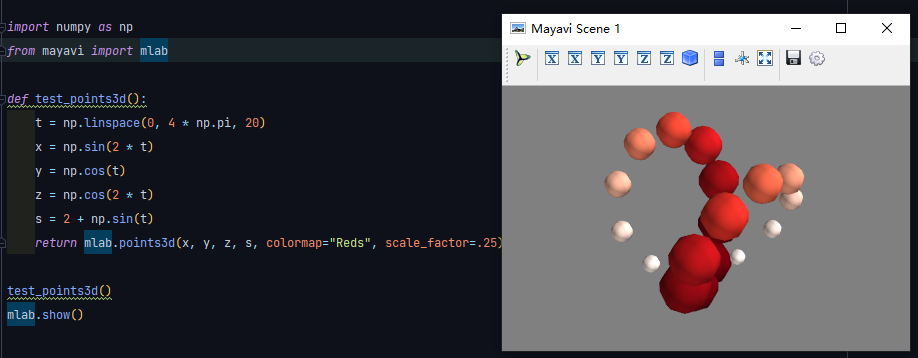 import numpy as np
from mayavi import mlab
def test_points3d():
t = np.linspace(0, 4 * np.pi, 20)
x = np.sin(2 * t)
y = np.cos(t)
z = np.cos(2 * t)
s = 2 + np.sin(t)
return mlab.points3d(x, y, z, s, colormap="Reds", scale_factor=.25)
test_points3d()
mlab.show()
Mayavi Scene 1
X X Y Y Z Z